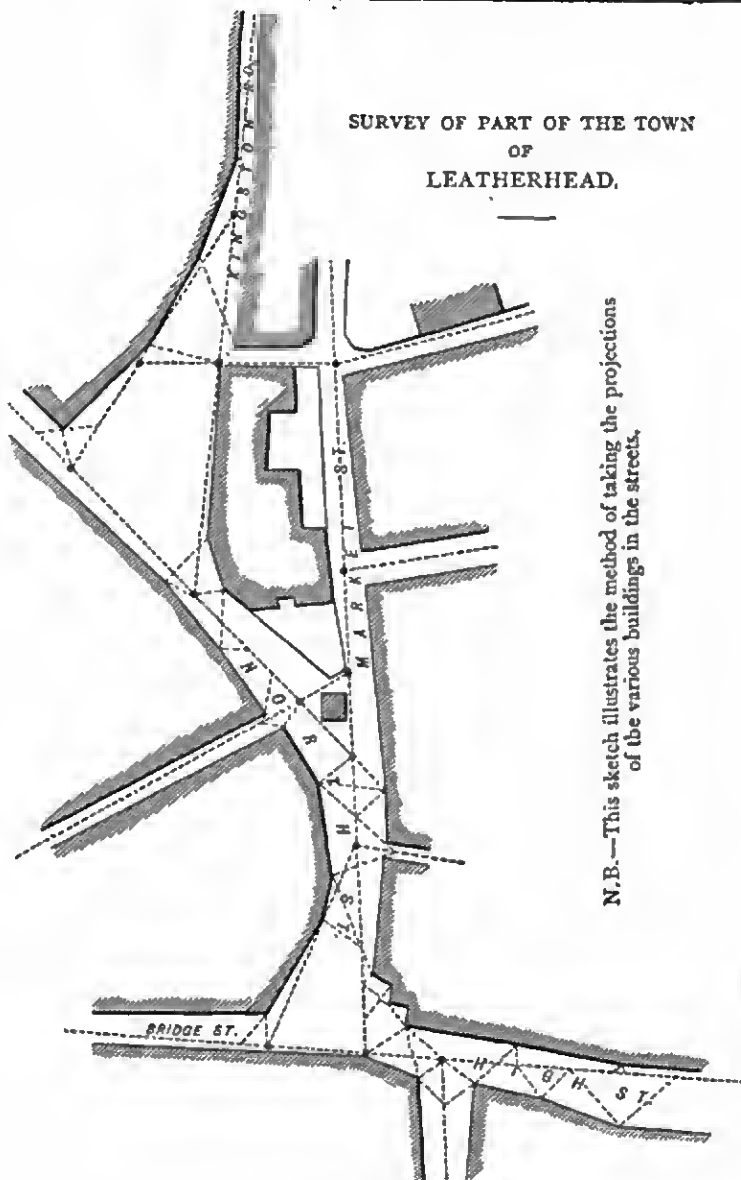 SURVEY OF PART OF THE TOWN
OF
LEATHERHEAD.
KINGSTON RD.
MARKET ST.
NORTH ST.
BRIDGE ST.
HIGH ST.
N.B.—This sketch illustrates the method of taking the projections
of the various buildings in the streets.